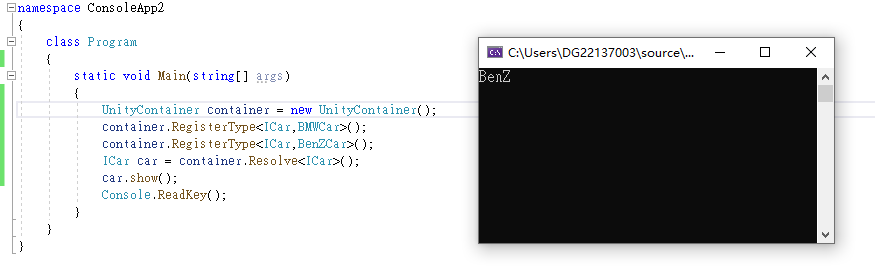 namespace ConsoleApp2
{
class Program
{
static void Main(string[] args)
{
UnityContainer container = new UnityContainer();
container.RegisterType<ICar,BMWCar>();
container.RegisterType<ICar,BenZCar>();
ICar car = container.Resolve<ICar>();
car.show();
Console.ReadKey();
}
}
}
C:\Users\DG22137003\source\...
BenZ